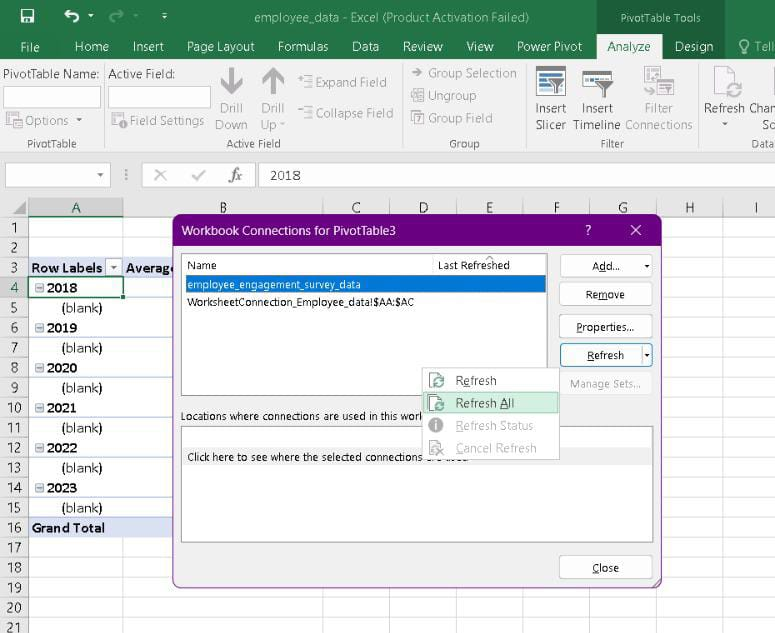 employee_data - Excel (Product Activation Failed)
PivotTable Tools
File Home Insert Page Layout Formulas Data Review View Power Pivot Analyze Design Tell
PivotTable Name: Active Field:
Options
Field Settings
PivotTable
Drill Down
Drill Up
Expand Field
Collapse Field
Active Field
Group Selection
Ungroup
Group Field
Group
Insert Slicer
Insert Timeline
Filter Connections
Filter
Refresh
Chan
So
Data
fx 2018
A B C D E F G H I
1
2
3 Row Labels Average
4 2018
5 (blank)
6 2019
7 (blank)
8 2020
9 (blank)
10 2021
11 (blank)
12 2022
13 (blank)
14 2023
15 (blank)
16 Grand Total
17
18
19
20
21
Workbook Connections for PivotTable3 ?
Name Last Refreshed
employee_engagement_survey_data
WorksheetConnection_Employee_data!$AA:$AC
Add...
Remove
Properties...
Refresh
Manage Sets...
Refresh
Refresh All
Refresh Status
Cancel Refresh
Locations where connections are used in this work
Click here to see where the selected connections are used
Close